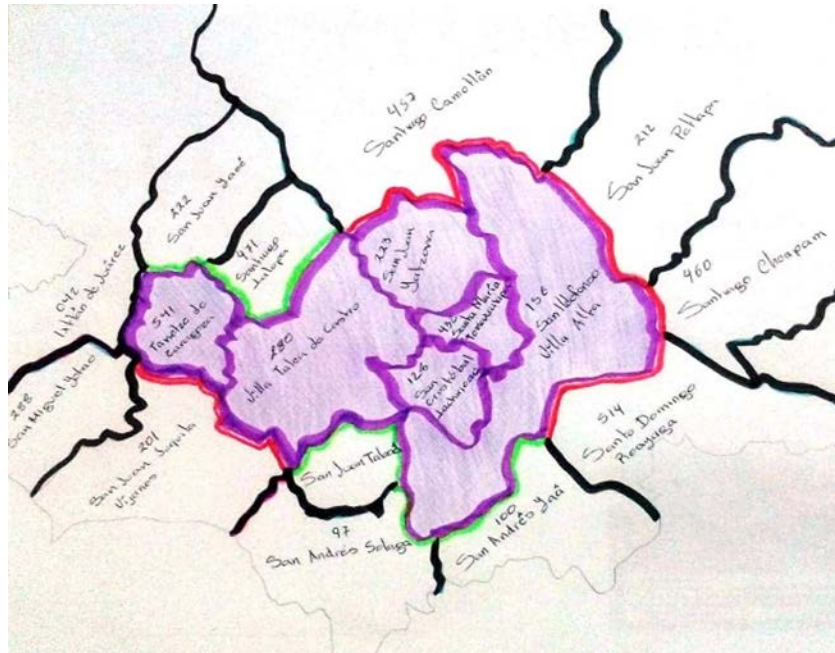 457
Santiago Camotlán
212
San Juan Petlapa
222
San Juan Yaeé
471
Santiago
Lalopa
460
Santiago Choapam
223
San Juan
Yatzona
042
Ixtlán de Juárez
541
Tanetze de
Zaragoza
280
Villa Talea de Castro
Santa María
156
San Ildefonso
Villa Alta
126
San
Cristóbal
288
San Miguel Yotao
201
San Juan Juquila
Vijanos
San Juan Tabaá
514
Santo Domingo
97
San Andrés Solaga
100
San Andrés Yaá